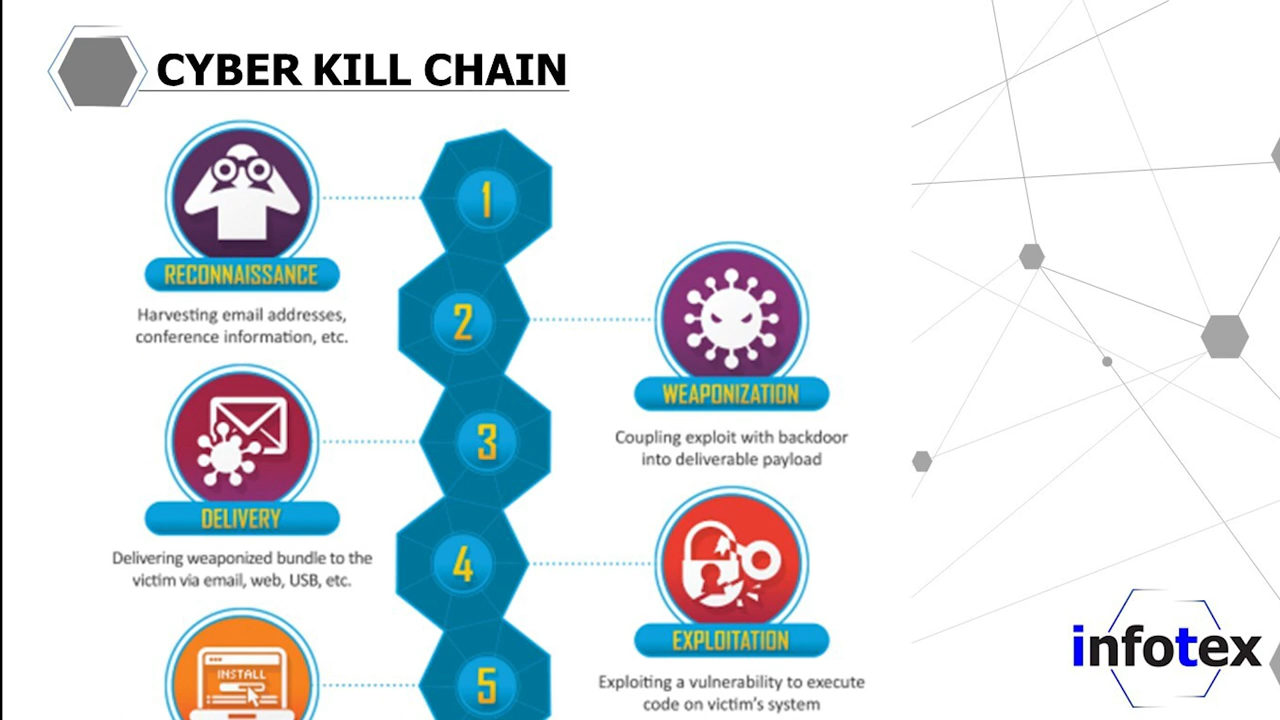 CYBER KILL CHAIN
1
RECONNAISSANCE
Harvesting email addresses,
conference information, etc.
2
WEAPONIZATION
Coupling exploit with backdoor
into deliverable payload
3
DELIVERY
Delivering weaponized bundle to the
victim via email, web, USB, etc.
4
EXPLOITATION
Exploiting a vulnerability to execute
code on victim's system
5
INSTALL
infotex